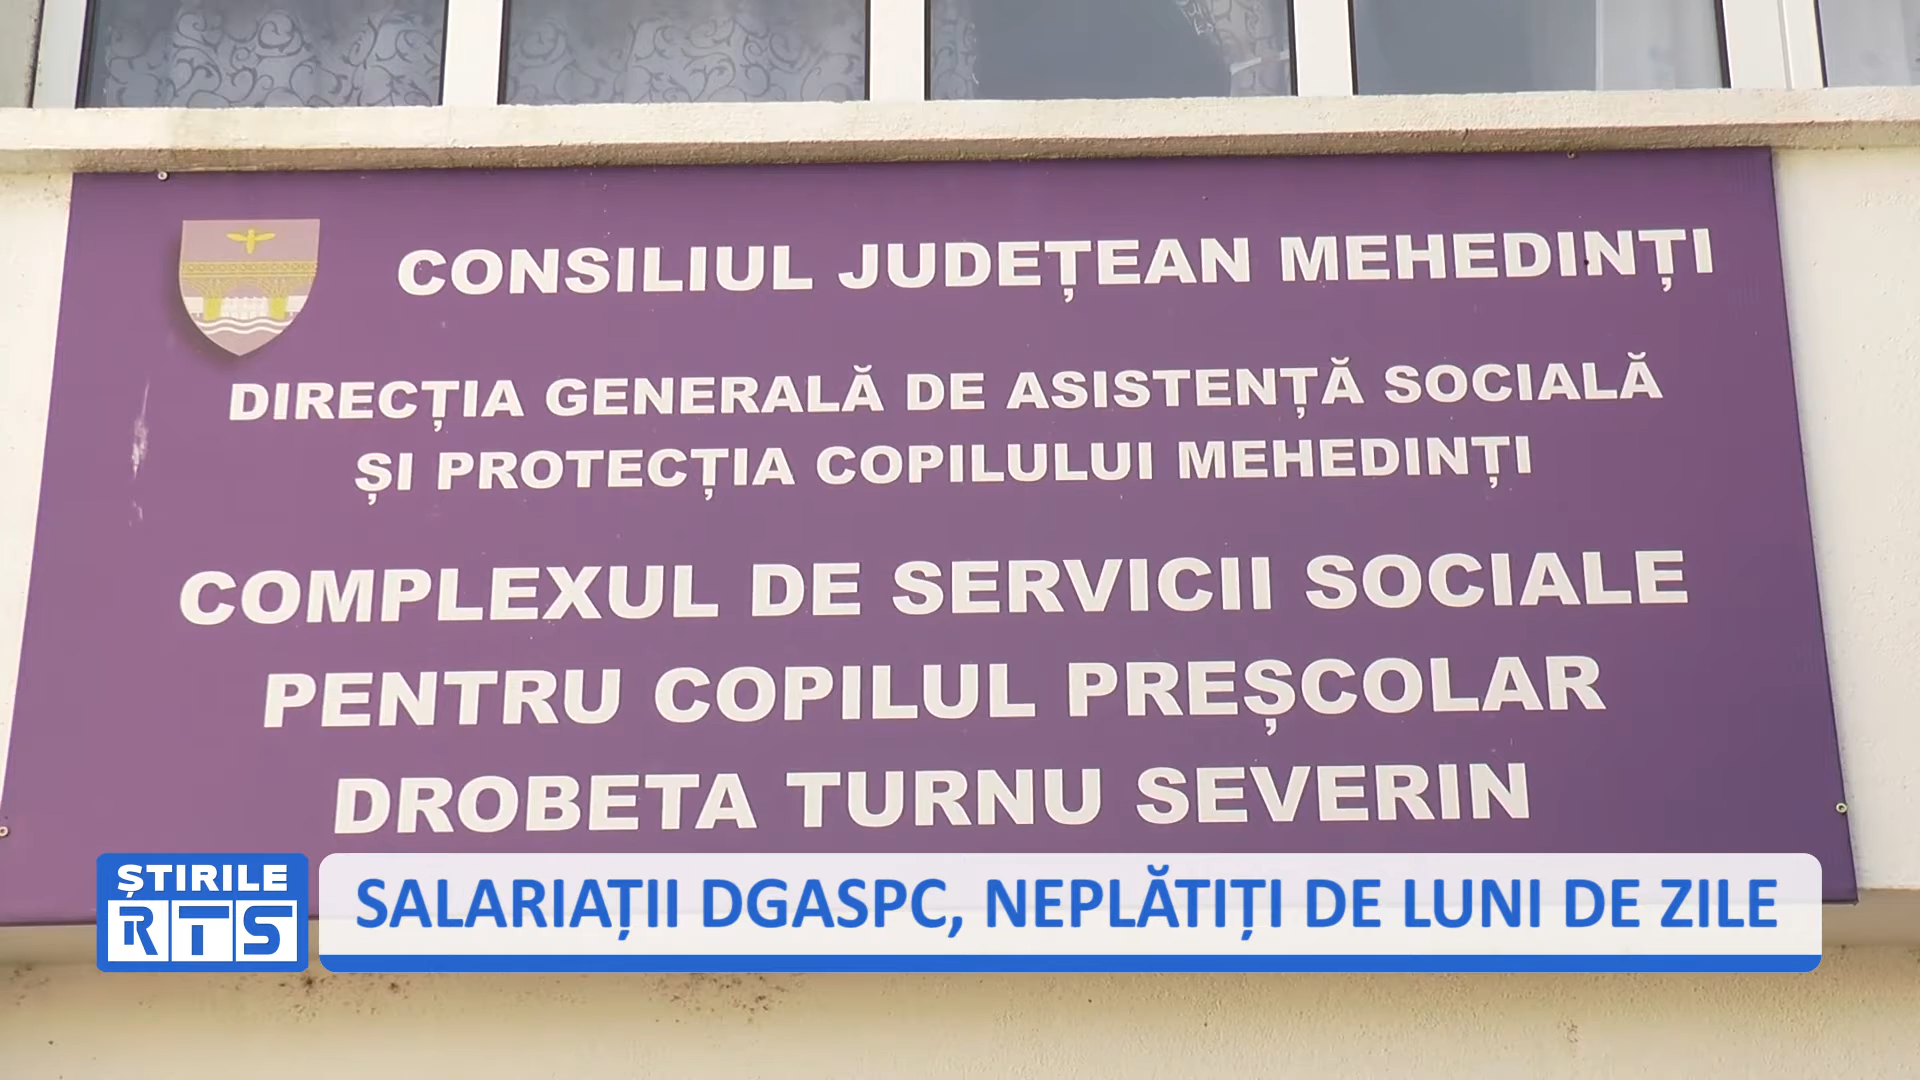 CONSILIUL JUDEȚEAN MEHEDINȚI
DIRECȚIA GENERALĂ DE ASISTENȚĂ SOCIALĂ
ȘI PROTECȚIA COPILULUI MEHEDINȚI
COMPLEXUL DE SERVICII SOCIALE
PENTRU COPILUL PREȘCOLAR
DROBETA TURNU SEVERIN
ȘTIRILE
RTS
SALARIAȚII DGASPC, NEPLĂTIȚI DE LUNI DE ZILE